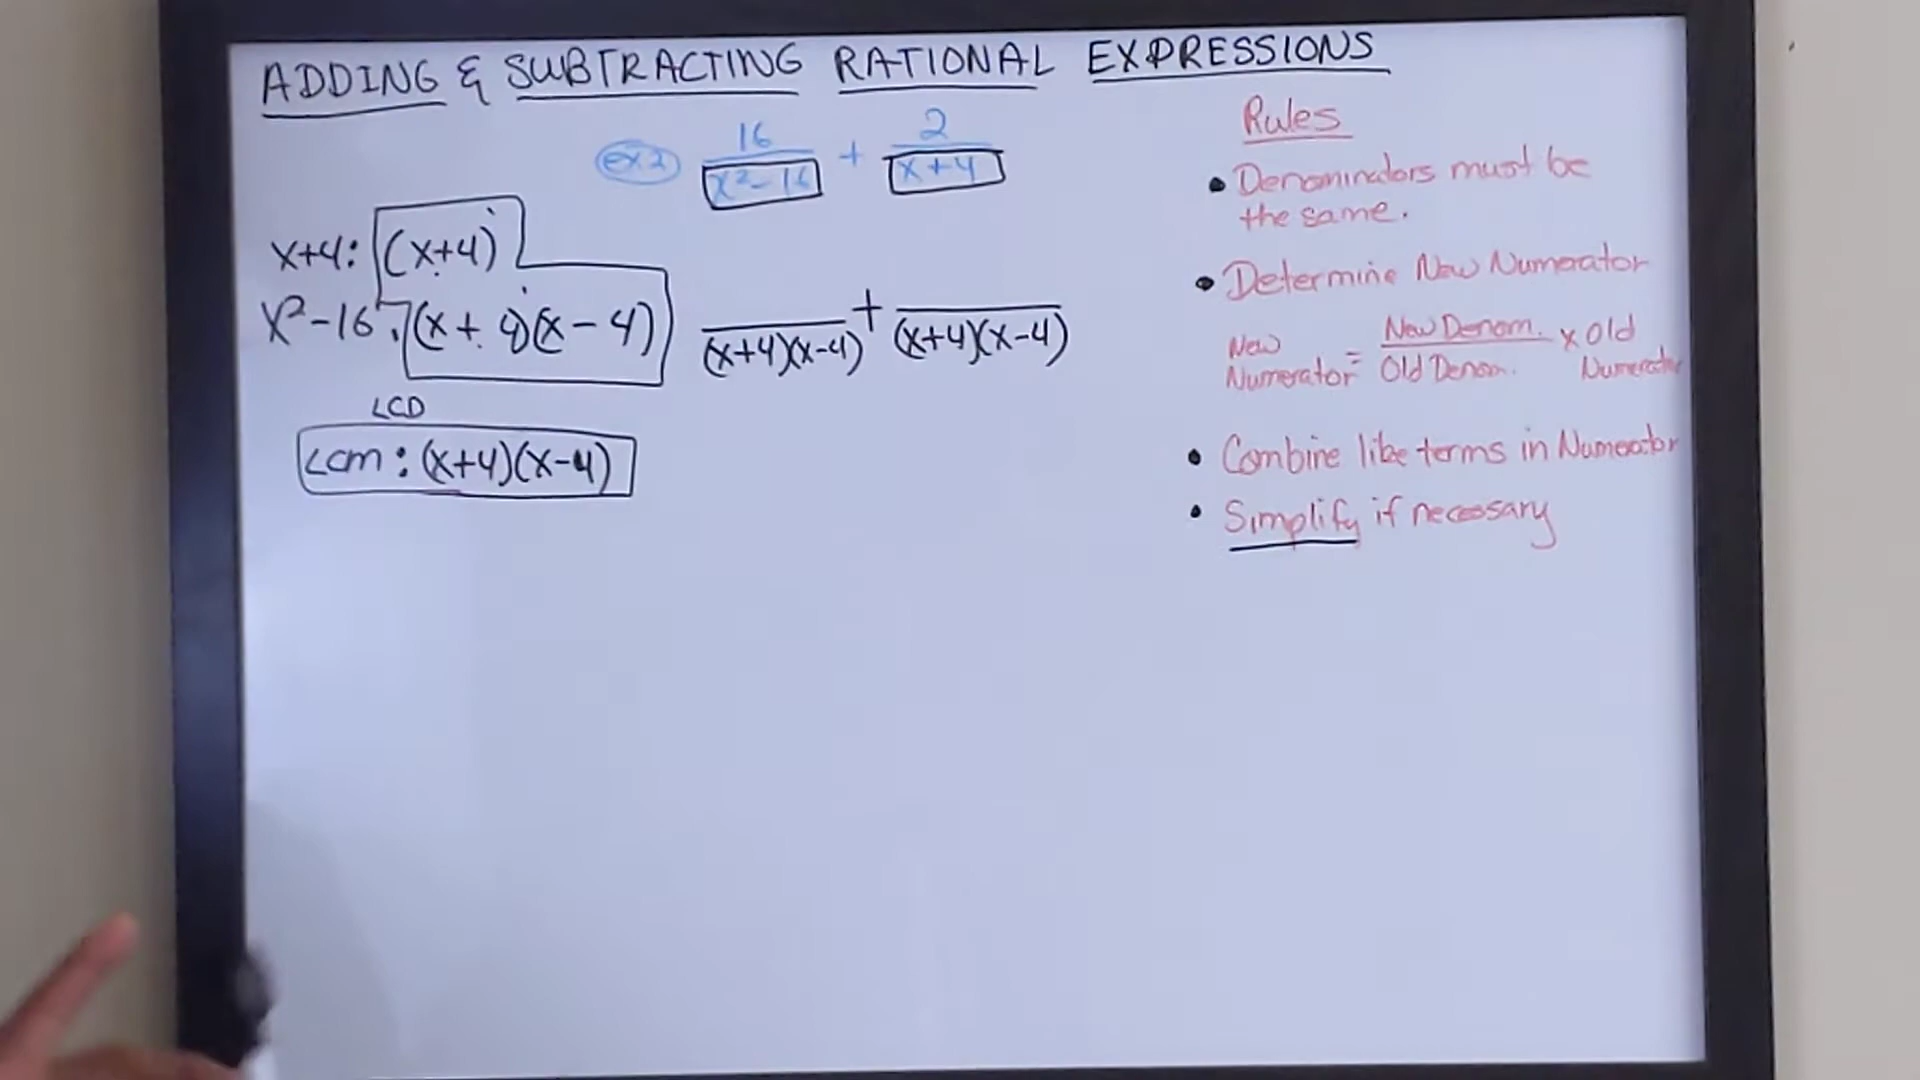 ADDING & SUBTRACTING RATIONAL EXPRESSIONS
ex2 16/x²-16 + 2/x+4
x+4: (x+4)
x²-16: (x+4)(x-4)
/(x+4)(x-4) + /(x+4)(x-4)
LCD
LCM: (x+4)(x-4)
Rules
• Denominators must be
the same.
• Determine New Numerator
New Numerator = New Denom. / Old Denom. x Old Numerator
• Combine like terms in Numerator
• Simplify if necessary